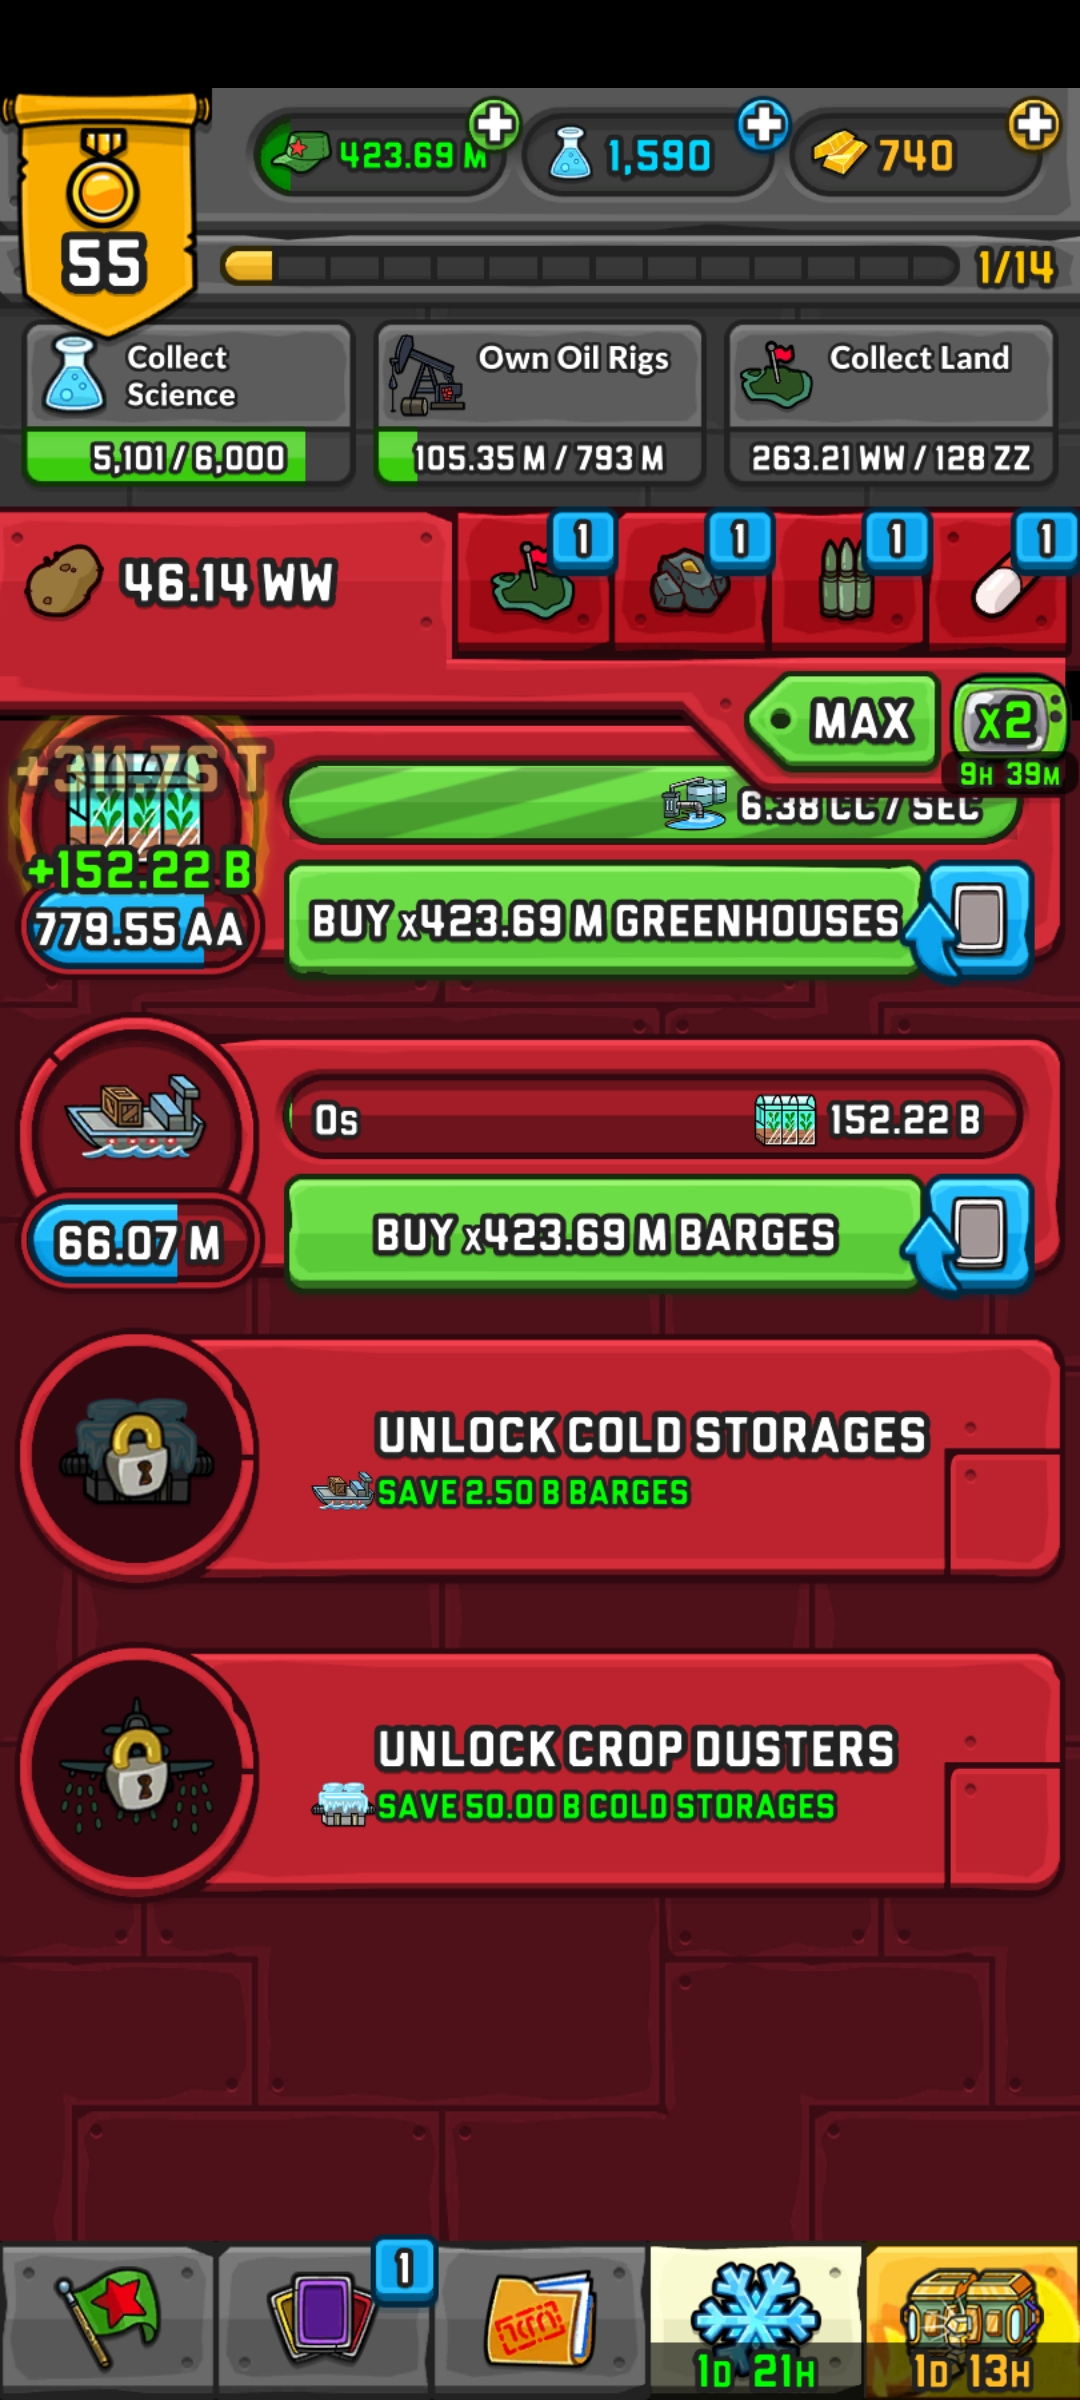 55
423.69 M
1,590
740
1/14
Collect
Science
5,101 / 6,000
Own Oil Rigs
105.35 M / 793 M
Collect Land
263.21 WW / 128 ZZ
46.14 WW
1
1
1
1
MAX
x2
9H 39M
+311.76 T
6.38 CC / SEC
+152.22 B
779.55 AA
BUY x423.69 M GREENHOUSES
0s
152.22 B
66.07 M
BUY x423.69 M BARGES
UNLOCK COLD STORAGES
SAVE 2.50 B BARGES
UNLOCK CROP DUSTERS
SAVE 50.00 B COLD STORAGES
1
1D 21H
1D 13H